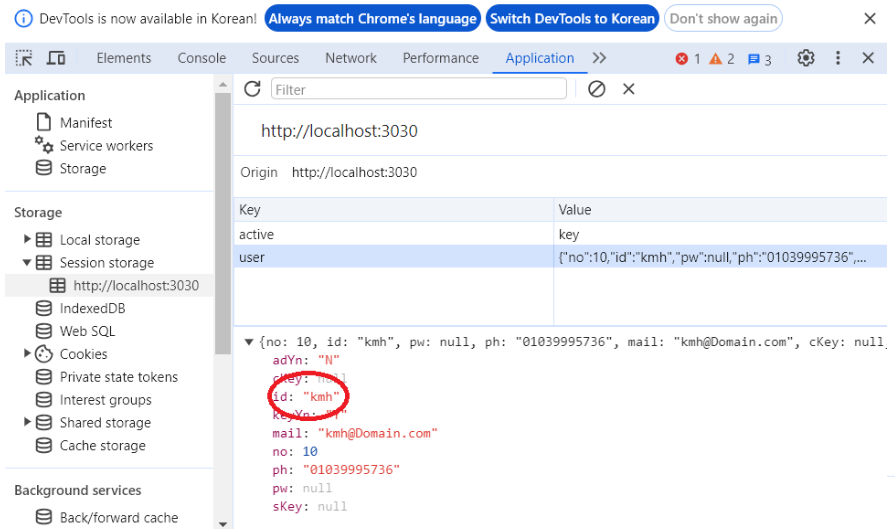 DevTools is now available in Korean! Always match Chrome's language Switch DevTools to Korean Don't show again
Elements Console Sources Network Performance Application 1 2 3
Application
Manifest
Service workers
Storage
Storage
Local storage
Session storage
http://localhost:3030
IndexedDB
Web SQL
Cookies
Private state tokens
Interest groups
Shared storage
Cache storage
Background services
Back/forward cache
Filter
http://localhost:3030
Origin http://localhost:3030
Key Value
active key
user {"no":10,"id":"kmh","pw":null,"ph":"01039995736",...
{no: 10, id: "kmh", pw: null, ph: "01039995736", mail: "kmh@Domain.com", cKey: null,
adYn: "N"
cKey: null
id: "kmh"
keyYn: "Y"
mail: "kmh@Domain.com"
no: 10
ph: "01039995736"
pw: null
sKey: null